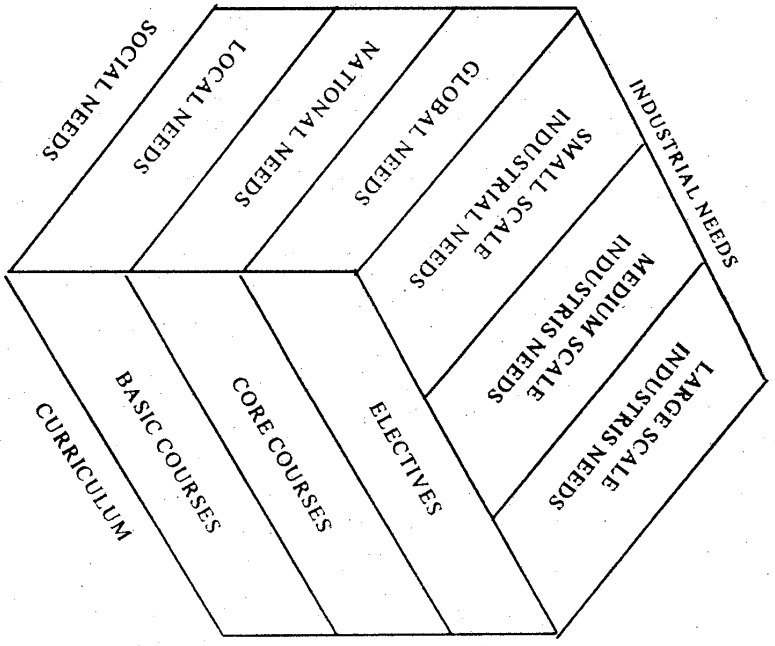 SOCIAL NEEDS
LOCAL NEEDS
NATIONAL NEEDS
GLOBAL NEEDS
INDUSTRIAL NEEDS
SMALL SCALE
INDUSTRIAL NEEDS
MEDIUM SCALE
INDUSTRIS NEEDS
LARGE SCALE
INDUSTRIS NEEDS
ELECTIVES
CORE COURSES
BASIC COURSES
CURRICULUM